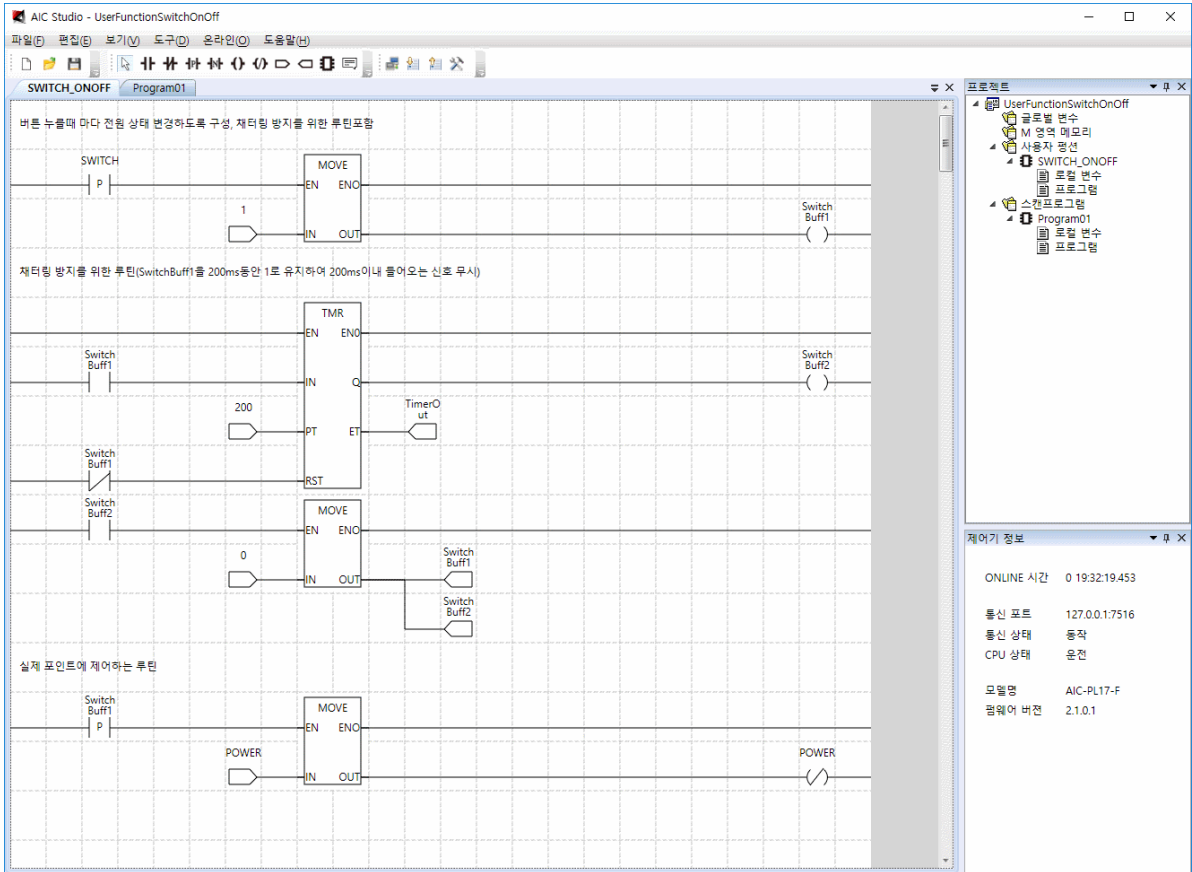 AIC Studio - UserFunctionSwitchOnOff
파일(F) 편집(E) 보기(V) 도구(D) 온라인(O) 도움말(H)
SWITCH_ONOFF Program01
버튼 누를때 마다 전원 상태 변경하도록 구성, 채터링 방지를 위한 루틴포함
SWITCH
P
MOVE
EN ENO
1
IN OUT
Switch
Buff1
채터링 방지를 위한 루틴(SwitchBuff1을 200ms동안 1로 유지하여 200ms이내 들어오는 신호 무시)
TMR
EN ENO
Switch
Buff1
IN Q
Switch
Buff2
200
PT ET
TimerO
ut
Switch
Buff1
RST
Switch
Buff2
MOVE
EN ENO
0
IN OUT
Switch
Buff1
Switch
Buff2
실제 포인트에 제어하는 루틴
Switch
Buff1
P
MOVE
EN ENO
POWER
IN OUT
POWER
프로젝트
UserFunctionSwitchOnOff
글로벌 변수
M 영역 메모리
사용자 펑션
SWITCH_ONOFF
로컬 변수
프로그램
스캔프로그램
Program01
로컬 변수
프로그램
제어기 정보
ONLINE 시간 0 19:32:19.453
통신 포트 127.0.0.1:7516
통신 상태 동작
CPU 상태 운전
모델명 AIC-PL17-F
펌웨어 버젼 2.1.0.1